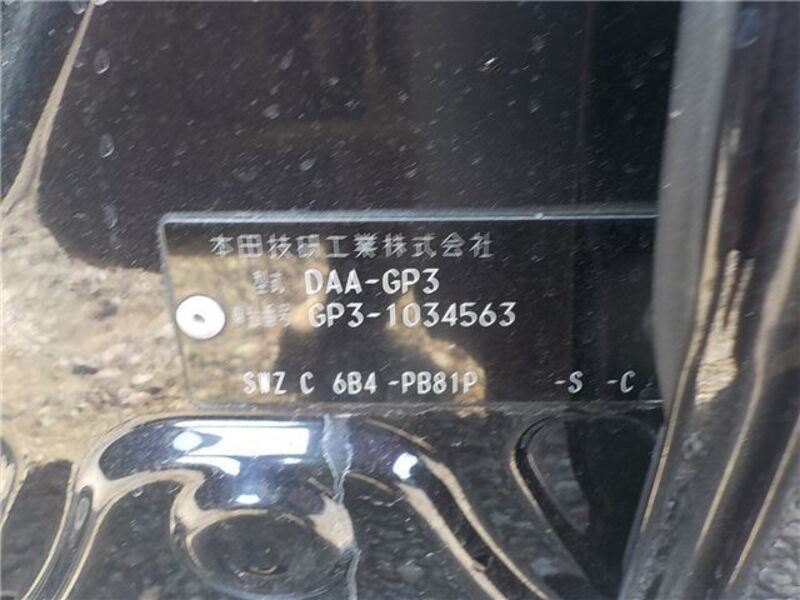 本田技研工業株式会社
型式 DAA-GP3
車台番号 GP3-1034563
SWZ C 6B4 -PB81P -S -C